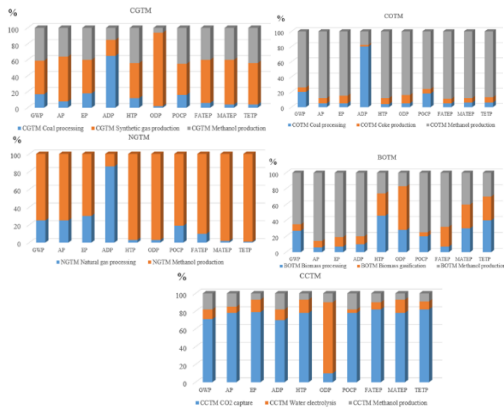 CGTM
%
100
80
60
40
20
0
GWP AP EP ADP HTP ODP POCP FATEP MATEP TETP
CGTM Coal processing CGTM Synthetic gas production CGTM Methanol production
COTM
%
100
80
60
40
20
0
GWP AP EP ADP HTP ODP POCP FATEP MATEP TETP
COTM Coal processing COTM Coke production COTM Methanol production
NGTM
%
100
80
60
40
20
0
GWP AP EP ADP HTP ODP POCP FATEP MATEP TETP
NGTM Natural gas processing NGTM Methanol production
BOTM
%
100
80
60
40
20
0
GWP AP EP ADP HTP ODP POCP FATEP MATEP TETP
BOTM Biomass processing BOTM Biomass gasification BOTM Methanol production
CCTM
%
100
80
60
40
20
0
GWP AP EP ADP HTP ODP POCP FATEP MATEP TETP
CCTM CO2 capture CCTM Water electrolysis CCTM Methanol production